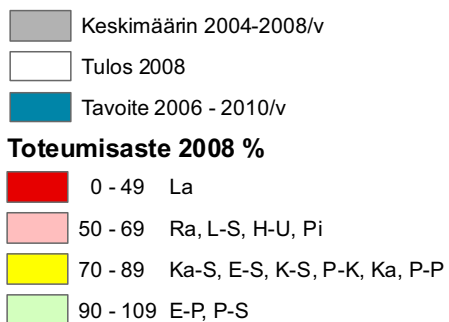 Keskimäärin 2004-2008/v
Tulos 2008
Tavoite 2006 - 2010/v
Toteumisaste 2008 %
0 - 49 La
50 - 69 Ra, L-S, H-U, Pi
70 - 89 Ka-S, E-S, K-S, P-K, Ka, P-P
90 - 109 E-P, P-S